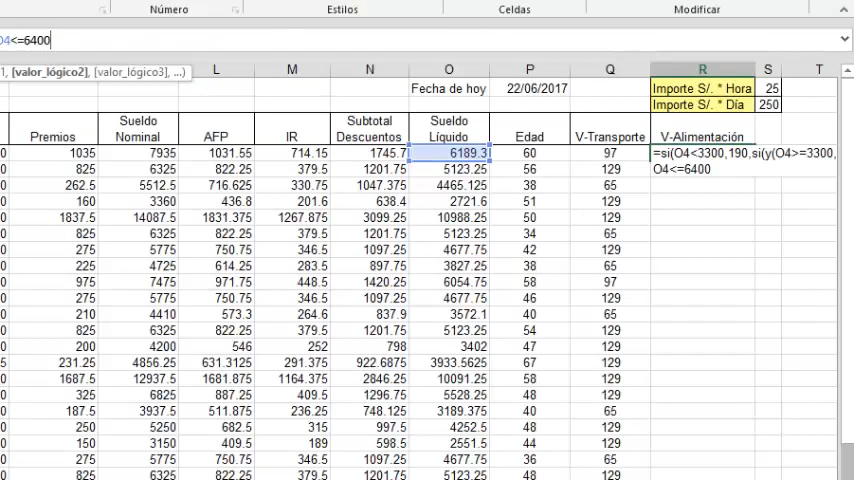 Número Estilos Celdas Modificar
O4<=6400
1, [valor_lógico2], [valor_lógico3], ...)
L M N O P Q R S T
Fecha de hoy 22/06/2017 Importe S/. * Hora 25
Importe S/. * Día 250
Premios Sueldo Nominal AFP IR Subtotal Descuentos Sueldo Líquido Edad V-Transporte V-Alimentación
0 1035 7935 1031.55 714.15 1745.7 6189.3 60 97 =si(O4<3300,190,si(y(O4>=3300,
O4<=6400
0 825 6325 822.25 379.5 1201.75 5123.25 56 129
0 262.5 5512.5 716.625 330.75 1047.375 4465.125 38 65
0 160 3360 436.8 201.6 638.4 2721.6 51 129
0 1837.5 14087.5 1831.375 1267.875 3099.25 10988.25 50 129
0 825 6325 822.25 379.5 1201.75 5123.25 34 65
0 275 5775 750.75 346.5 1097.25 4677.75 42 129
0 225 4725 614.25 283.5 897.75 3827.25 38 65
0 975 7475 971.75 448.5 1420.25 6054.75 58 97
0 275 5775 750.75 346.5 1097.25 4677.75 46 129
0 210 4410 573.3 264.6 837.9 3572.1 40 65
0 825 6325 822.25 379.5 1201.75 5123.25 54 129
0 200 4200 546 252 798 3402 47 129
5 231.25 4856.25 631.3125 291.375 922.6875 3933.5625 67 129
0 1687.5 12937.5 1681.875 1164.375 2846.25 10091.25 58 129
0 325 6825 887.25 409.5 1296.75 5528.25 48 129
0 187.5 3937.5 511.875 236.25 748.125 3189.375 40 65
0 250 5250 682.5 315 997.5 4252.5 48 129
0 150 3150 409.5 189 598.5 2551.5 44 129
0 275 5775 750.75 346.5 1097.25 4677.75 36 65
0 825 6325 822.25 379.5 1201.75 5123.25 48 129